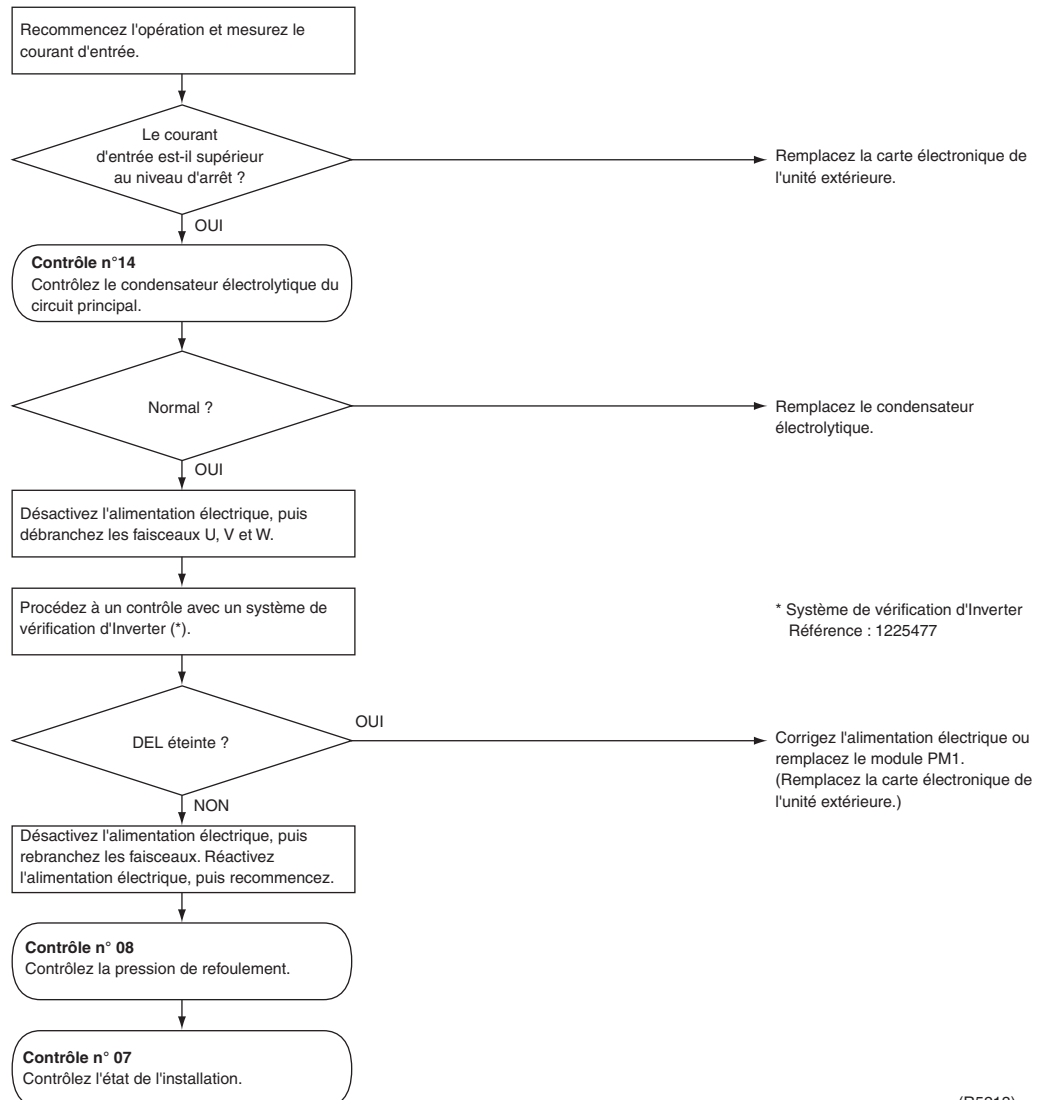 Recommencez l'opération et mesurez le
courant d'entrée.
Le courant
d'entrée est-il supérieur
au niveau d'arrêt ?
Remplacez la carte électronique de
l'unité extérieure.
OUI
Contrôle n°14
Contrôlez le condensateur électrolytique du
circuit principal.
Normal ?
Remplacez le condensateur
électrolytique.
OUI
Désactivez l'alimentation électrique, puis
débranchez les faisceaux U, V et W.
Procédez à un contrôle avec un système de
vérification d'Inverter (*).
* Système de vérification d'Inverter
Référence : 1225477
DEL éteinte ?
OUI
Corrigez l'alimentation électrique ou
remplacez le module PM1.
(Remplacez la carte électronique de
l'unité extérieure.)
NON
Désactivez l'alimentation électrique, puis
rebranchez les faisceaux. Réactivez
l'alimentation électrique, puis recommencez.
Contrôle n° 08
Contrôlez la pression de refoulement.
Contrôle n° 07
Contrôlez l'état de l'installation.